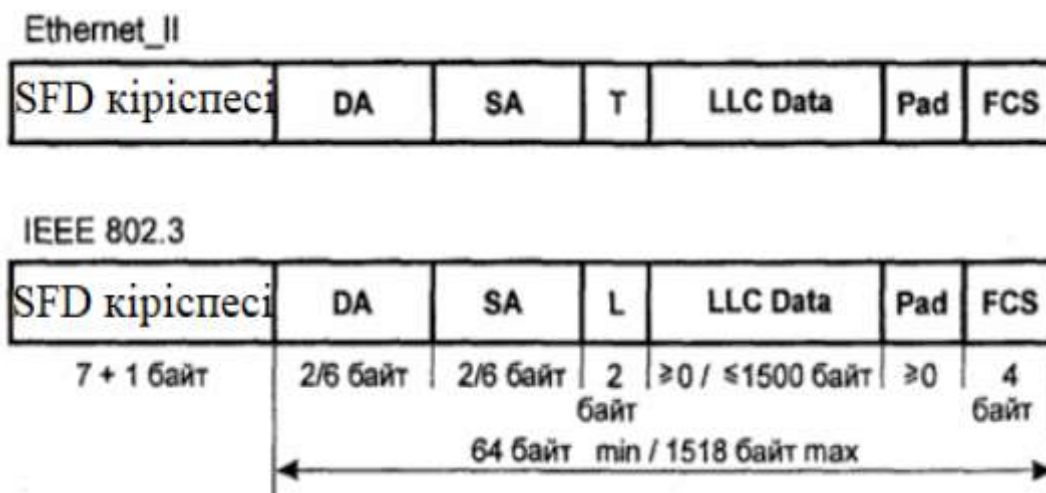 Ethernet_II
SFD кіріспесі DA SA T LLC Data Pad FCS
IEEE 802.3
SFD кіріспесі DA SA L LLC Data Pad FCS
7 + 1 байт 2/6 байт 2/6 байт 2 байт ≥0 / ≤1500 байт ≥0 4 байт
64 байт min / 1518 байт max